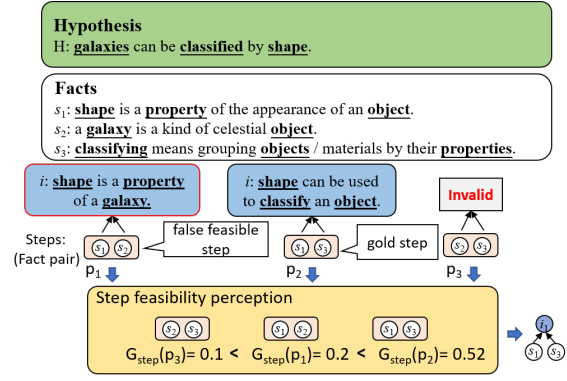 Hypothesis
H: galaxies can be classified by shape.
Facts
s1: shape is a property of the appearance of an object.
s2: a galaxy is a kind of celestial object.
s3: classifying means grouping objects / materials by their properties.
i: shape is a property
of a galaxy.
i: shape can be used
to classify an object.
Invalid
Steps:
(Fact pair)
s1 s2
false feasible
step
s1 s3
gold step
s2 s3
p1
p2
p3
Step feasibility perception
s2 s3
s1 s2
s1 s3
Gstep(p3)= 0.1 < Gstep(p1)= 0.2 < Gstep(p2)= 0.52
i1
s1 s3